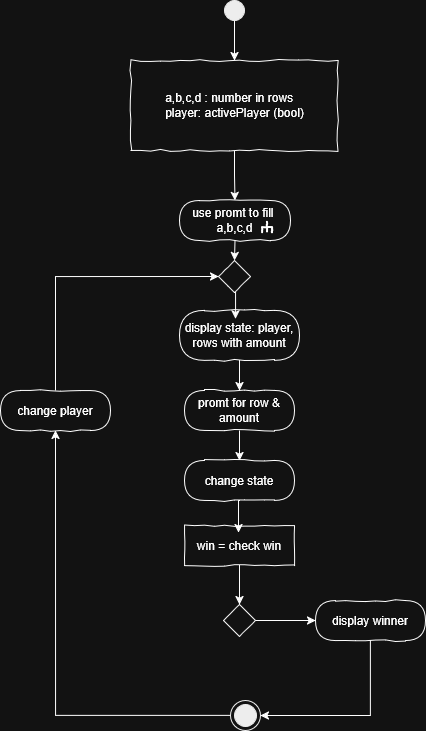 a,b,c,d : number in rows
player: activePlayer (bool)
use promt to fill
a,b,c,d
display state: player,
rows with amount
promt for row &
amount
change player
change state
win = check win
display winner